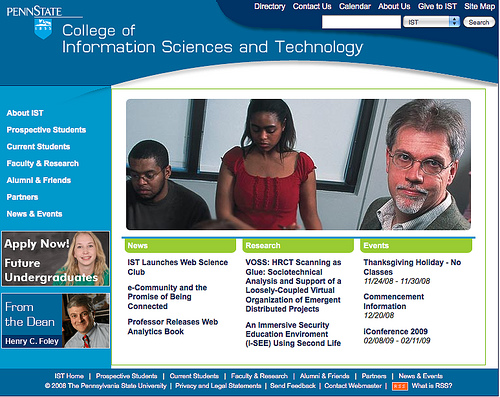 PENNSTATE
1855
College of
Information Sciences and Technology
Directory Contact Us Calendar About Us Give to IST Site Map
IST Search
About IST
Prospective Students
Current Students
Faculty & Research
Alumni & Friends
Partners
News & Events
Apply Now!
Future
Undergraduates
From
the Dean
Henry C. Foley
News
IST Launches Web Science
Club
e-Community and the
Promise of Being
Connected
Professor Releases Web
Analytics Book
Research
VOSS: HRCT Scanning as
Glue: Sociotechnical
Analysis and Support of a
Loosely-Coupled Virtual
Organization of Emergent
Distributed Projects
An Immersive Security
Education Enviroment
(I-SEE) Using Second Life
Events
Thanksgiving Holiday - No
Classes
11/24/08 - 11/30/08
Commencement
Information
12/20/08
iConference 2009
02/08/09 - 02/11/09
IST Home | Prospective Students | Current Students | Faculty & Research | Alumni & Friends | Partners | News & Events
© 2008 The Pennsylvania State University | Privacy and Legal Statements | Send Feedback | Contact Webmaster | RSS What is RSS?